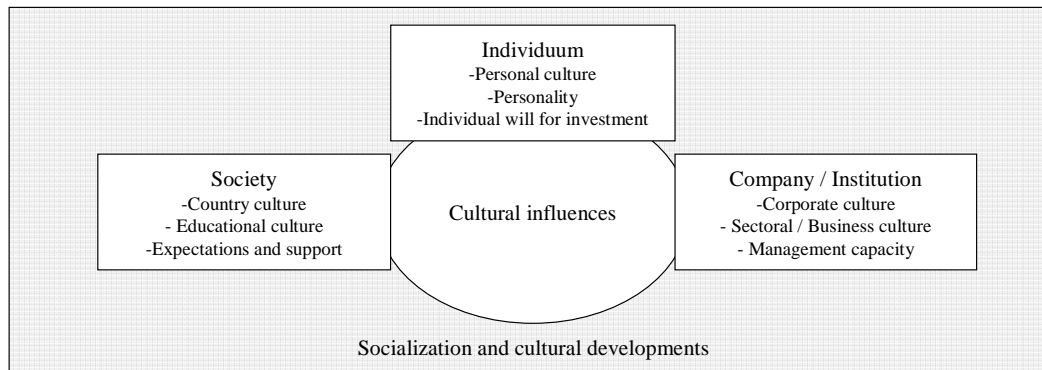 Individuum
-Personal culture
-Personality
-Individual will for investment
Society
-Country culture
- Educational culture
-Expectations and support
Cultural influences
Company / Institution
-Corporate culture
- Sectoral / Business culture
- Management capacity
Socialization and cultural developments